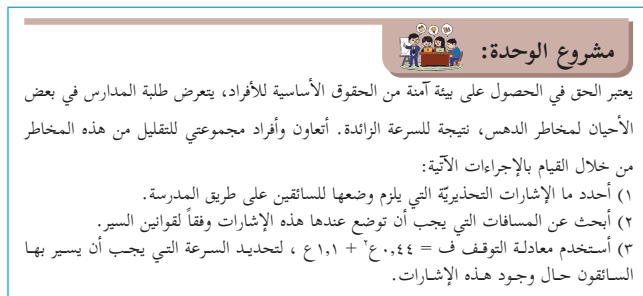 مشروع الوحدة:
يعتبر الحق في الحصول على بيئة آمنة من الحقوق الأساسية للأفراد، يتعرض طلبة المدارس في بعض
الأحيان لمخاطر الدهس، نتيجة للسرعة الزائدة. أتعاون وأفراد مجموعتي للتقليل من هذه المخاطر
من خلال القيام بالإجراءات الآتية:
١) أحدد ما الإشارات التحذيريّة التي يلزم وضعها للسائقين على طريق المدرسة.
٢) أبحث عن المسافات التي يجب أن توضع عندها هذه الإشارات وفقاً لقوانين السير.
٣) أستخدم معادلة التوقف ف = ٠,٤٤ع٢ + ١,١ع ، لتحديد السرعة التي يجب أن يسير بها
السائقون حال وجود هذه الإشارات.